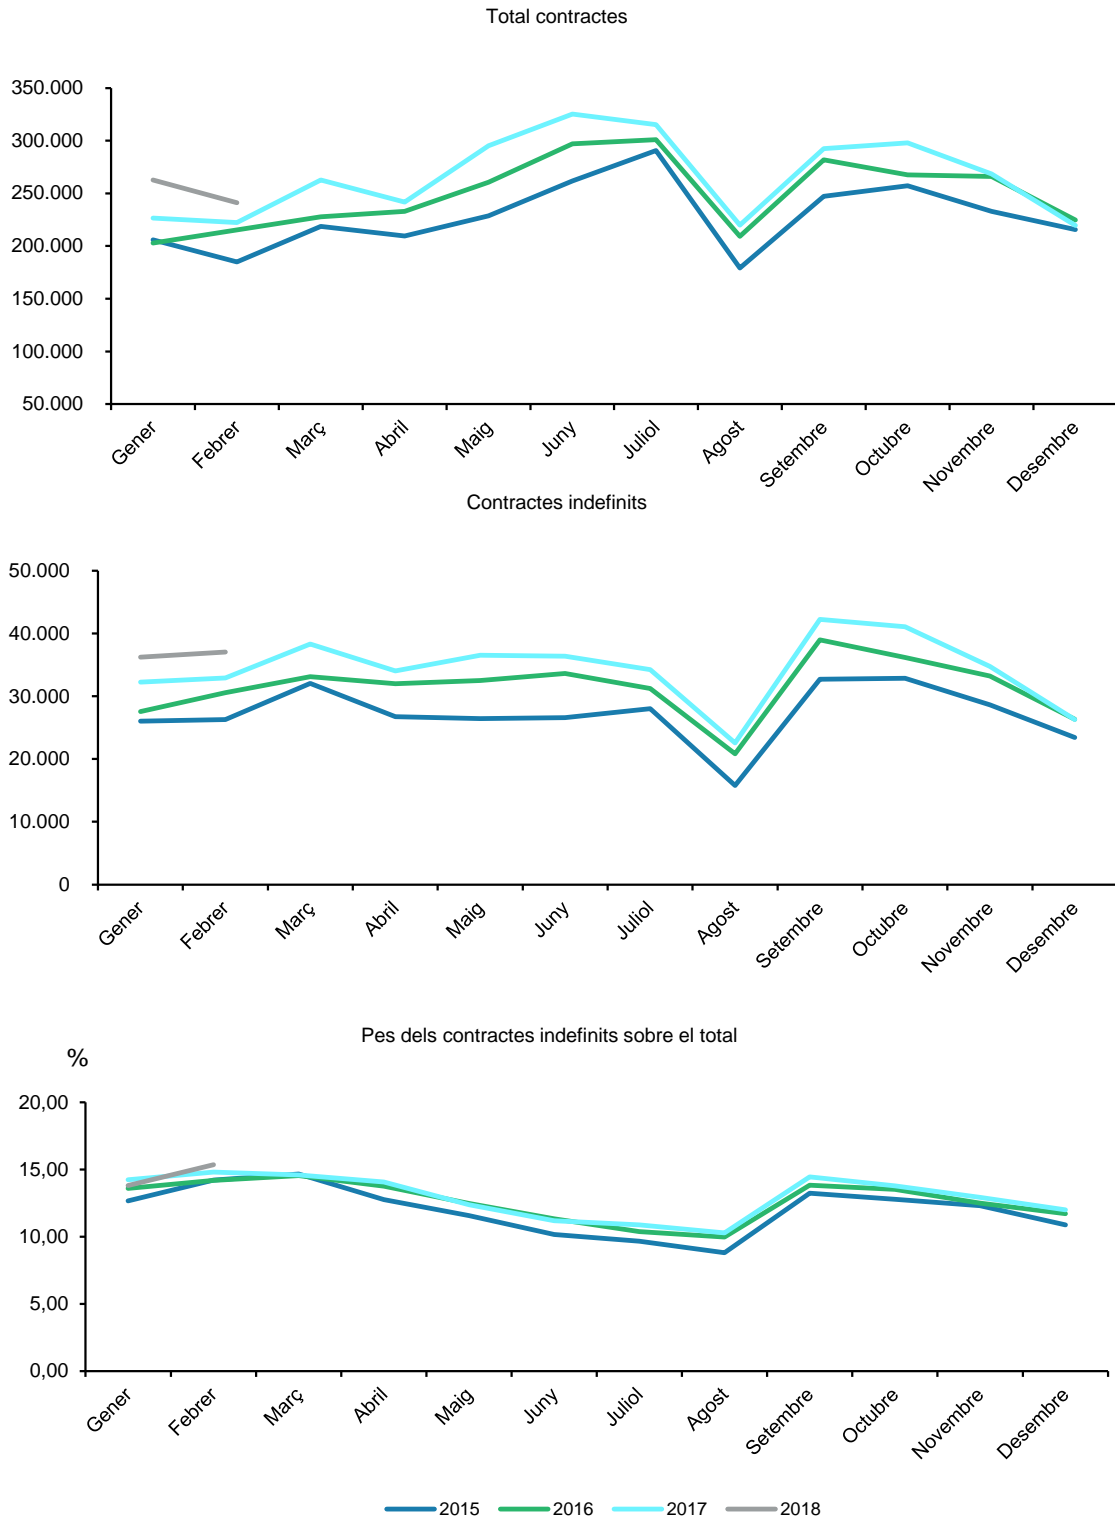 Total contractes
350.000
300.000
250.000
200.000
150.000
100.000
50.000
Gener Febrer Març Abril Maig Juny Juliol Agost Setembre Octubre Novembre Desembre
Contractes indefinits
50.000
40.000
30.000
20.000
10.000
0
Gener Febrer Març Abril Maig Juny Juliol Agost Setembre Octubre Novembre Desembre
Pes dels contractes indefinits sobre el total
%
20,00
15,00
10,00
5,00
0,00
Gener Febrer Març Abril Maig Juny Juliol Agost Setembre Octubre Novembre Desembre
2015 2016 2017 2018